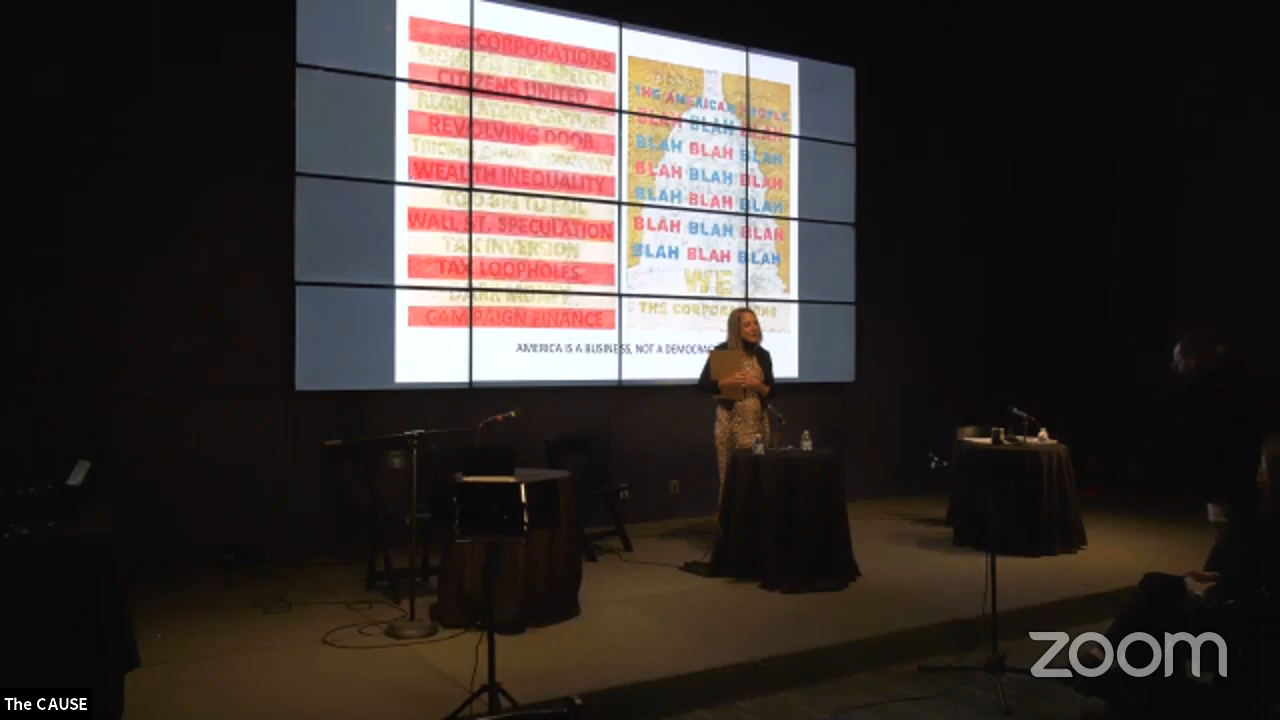 CORPORATIONS
MONEY IS FREE SPEECH
CITIZENS UNITED
REGULATORY CAPTURE
REVOLVING DOOR
WEALTH INEQUALITY
TOO BIG TO FAIL
WALL ST. SPECULATION
TAX INVERSION
TAX LOOPHOLES
DARK MONEY
CAMPAIGN FINANCE
THE AMERICAN PEOPLE
BLAH BLAH BLAH
BLAH BLAH BLAH
BLAH BLAH BLAH
BLAH BLAH BLAH
BLAH BLAH BLAH
BLAH BLAH BLAH
WE
THE CORPORATIONS
AMERICA IS A BUSINESS, NOT A DEMOCRAC
zoom
The CAUSE